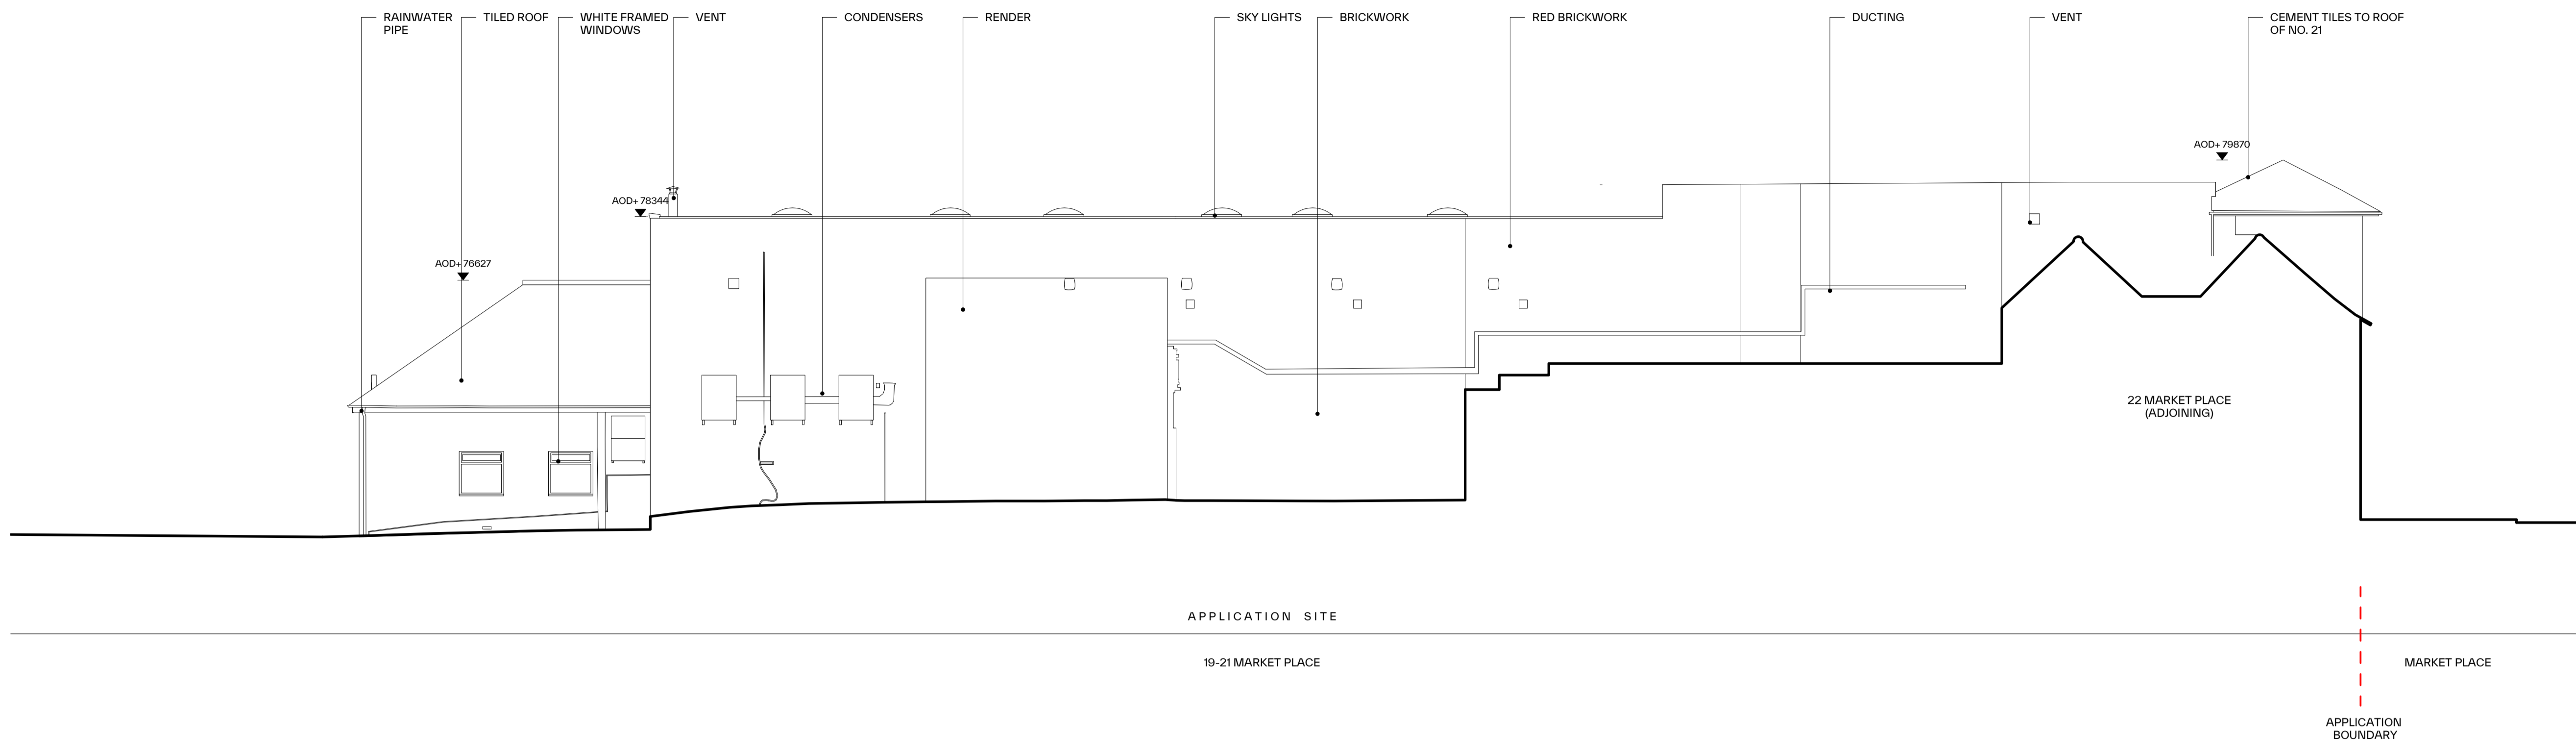 RAINWATER
PIPE
TILED ROOF
WHITE FRAMED
WINDOWS
VENT
CONDENSERS
RENDER
SKY LIGHTS
BRICKWORK
RED BRICKWORK
DUCTING
VENT
CEMENT TILES TO ROOF
OF NO. 21
AOD+ 79870
AOD+ 78344
AOD+ 76627
22 MARKET PLACE
(ADJOINING)
APPLICATION SITE
19-21 MARKET PLACE
MARKET PLACE
APPLICATION
BOUNDARY